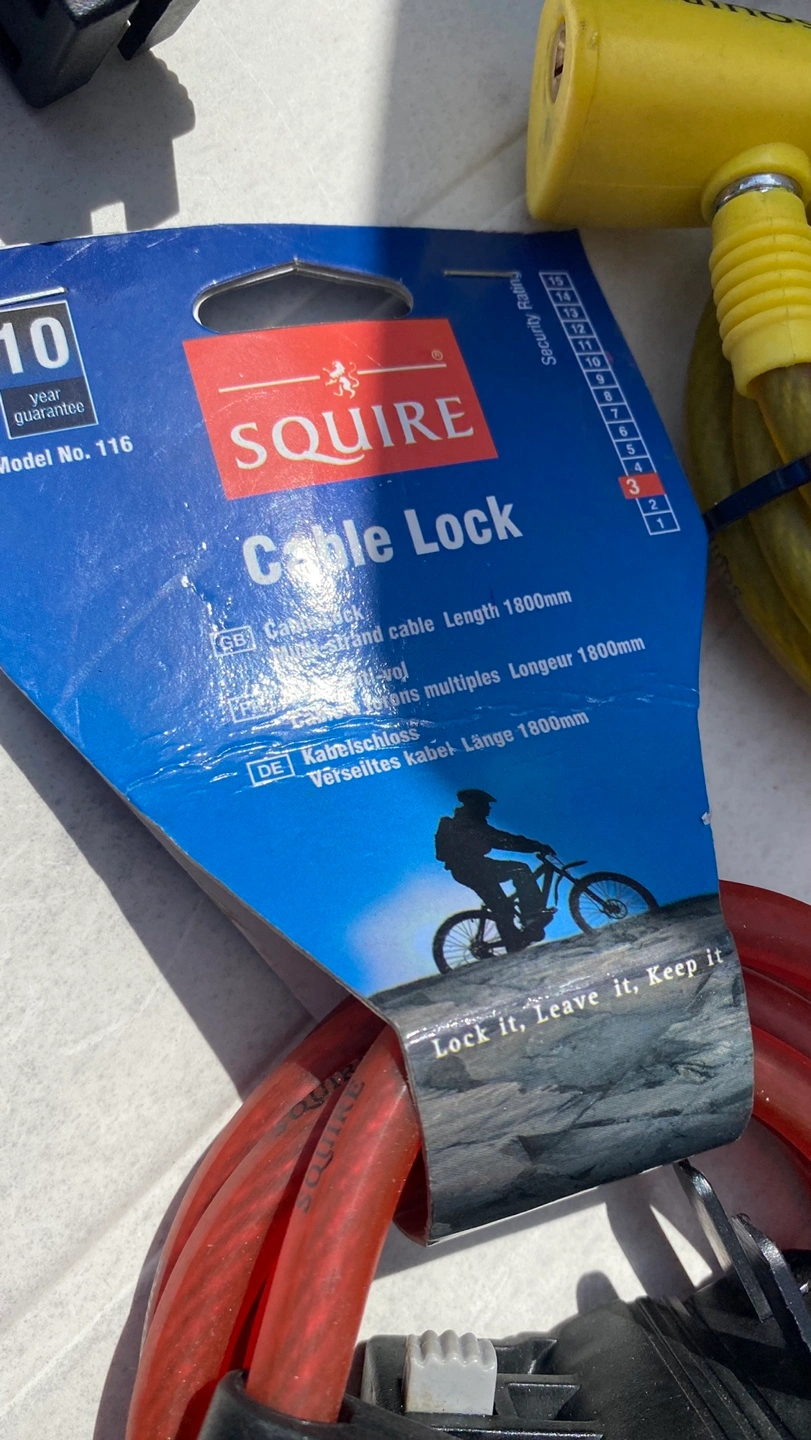 SQUIRE
10
year
guarantee
Model No. 116
®
SQUIRE
Cable Lock
Security Rating
15
14
13
12
11
10
9
8
7
6
5
4
3
2
1
GB
strand cable Length 1800mm
multiples Longeur 1800mm
DE Kabelschloss
Verseiltes kabel Länge 1800mm
Lock it, Leave it, Keep it
SQUIRE
SQUIRE